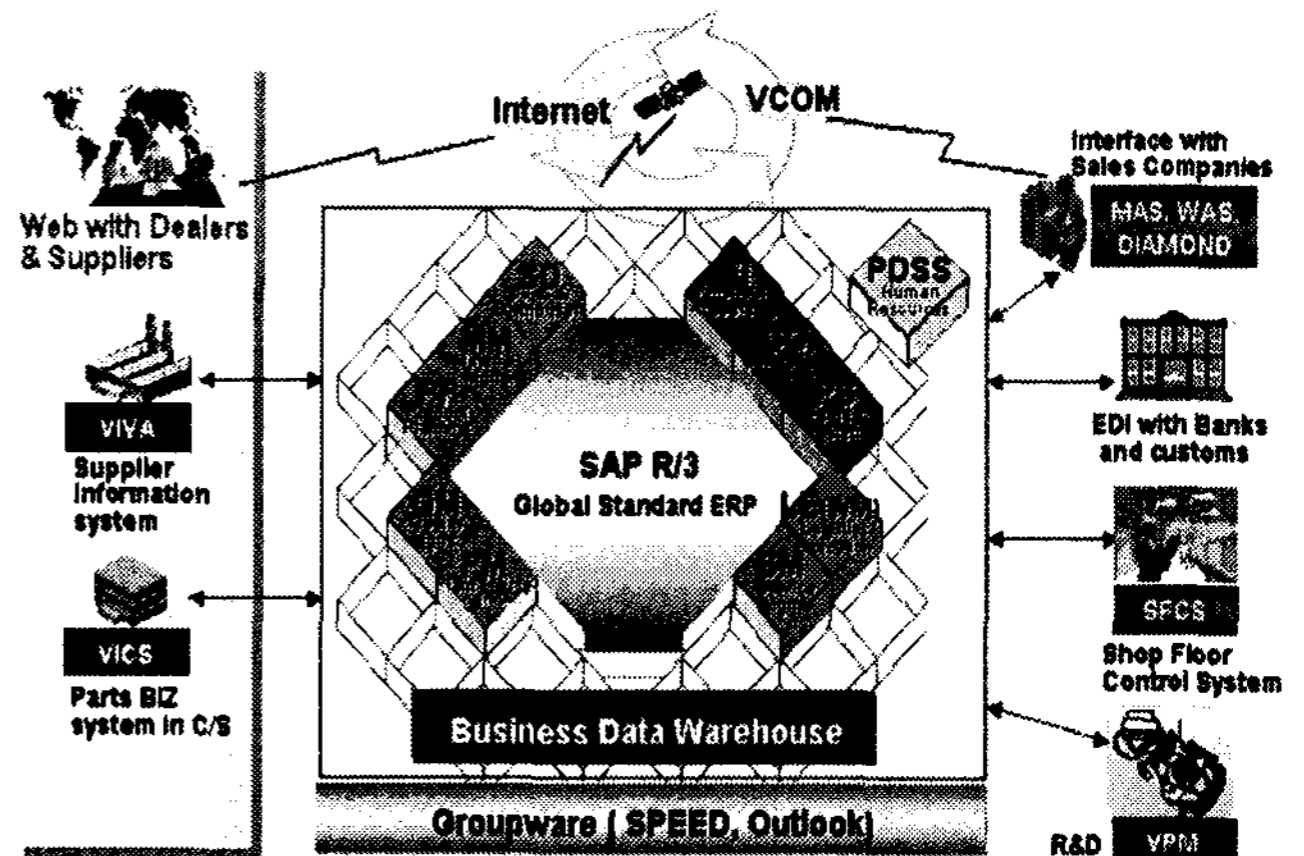 Internet
VCOM
Web with Dealers
& Suppliers
Interface with
Sales Companies
MAS. WAS.
DIAMOND
PDSS
Human
Resources
VIVA
Supplier
Information
system
VICS
Parts BIZ
system in C/S
SAP R/3
Global Standard ERP
EDI with Banks
and customs
SFCS
Shop Floor
Control System
Business Data Warehouse
Groupware ( SPEED, Outlook)
R&D
VPM